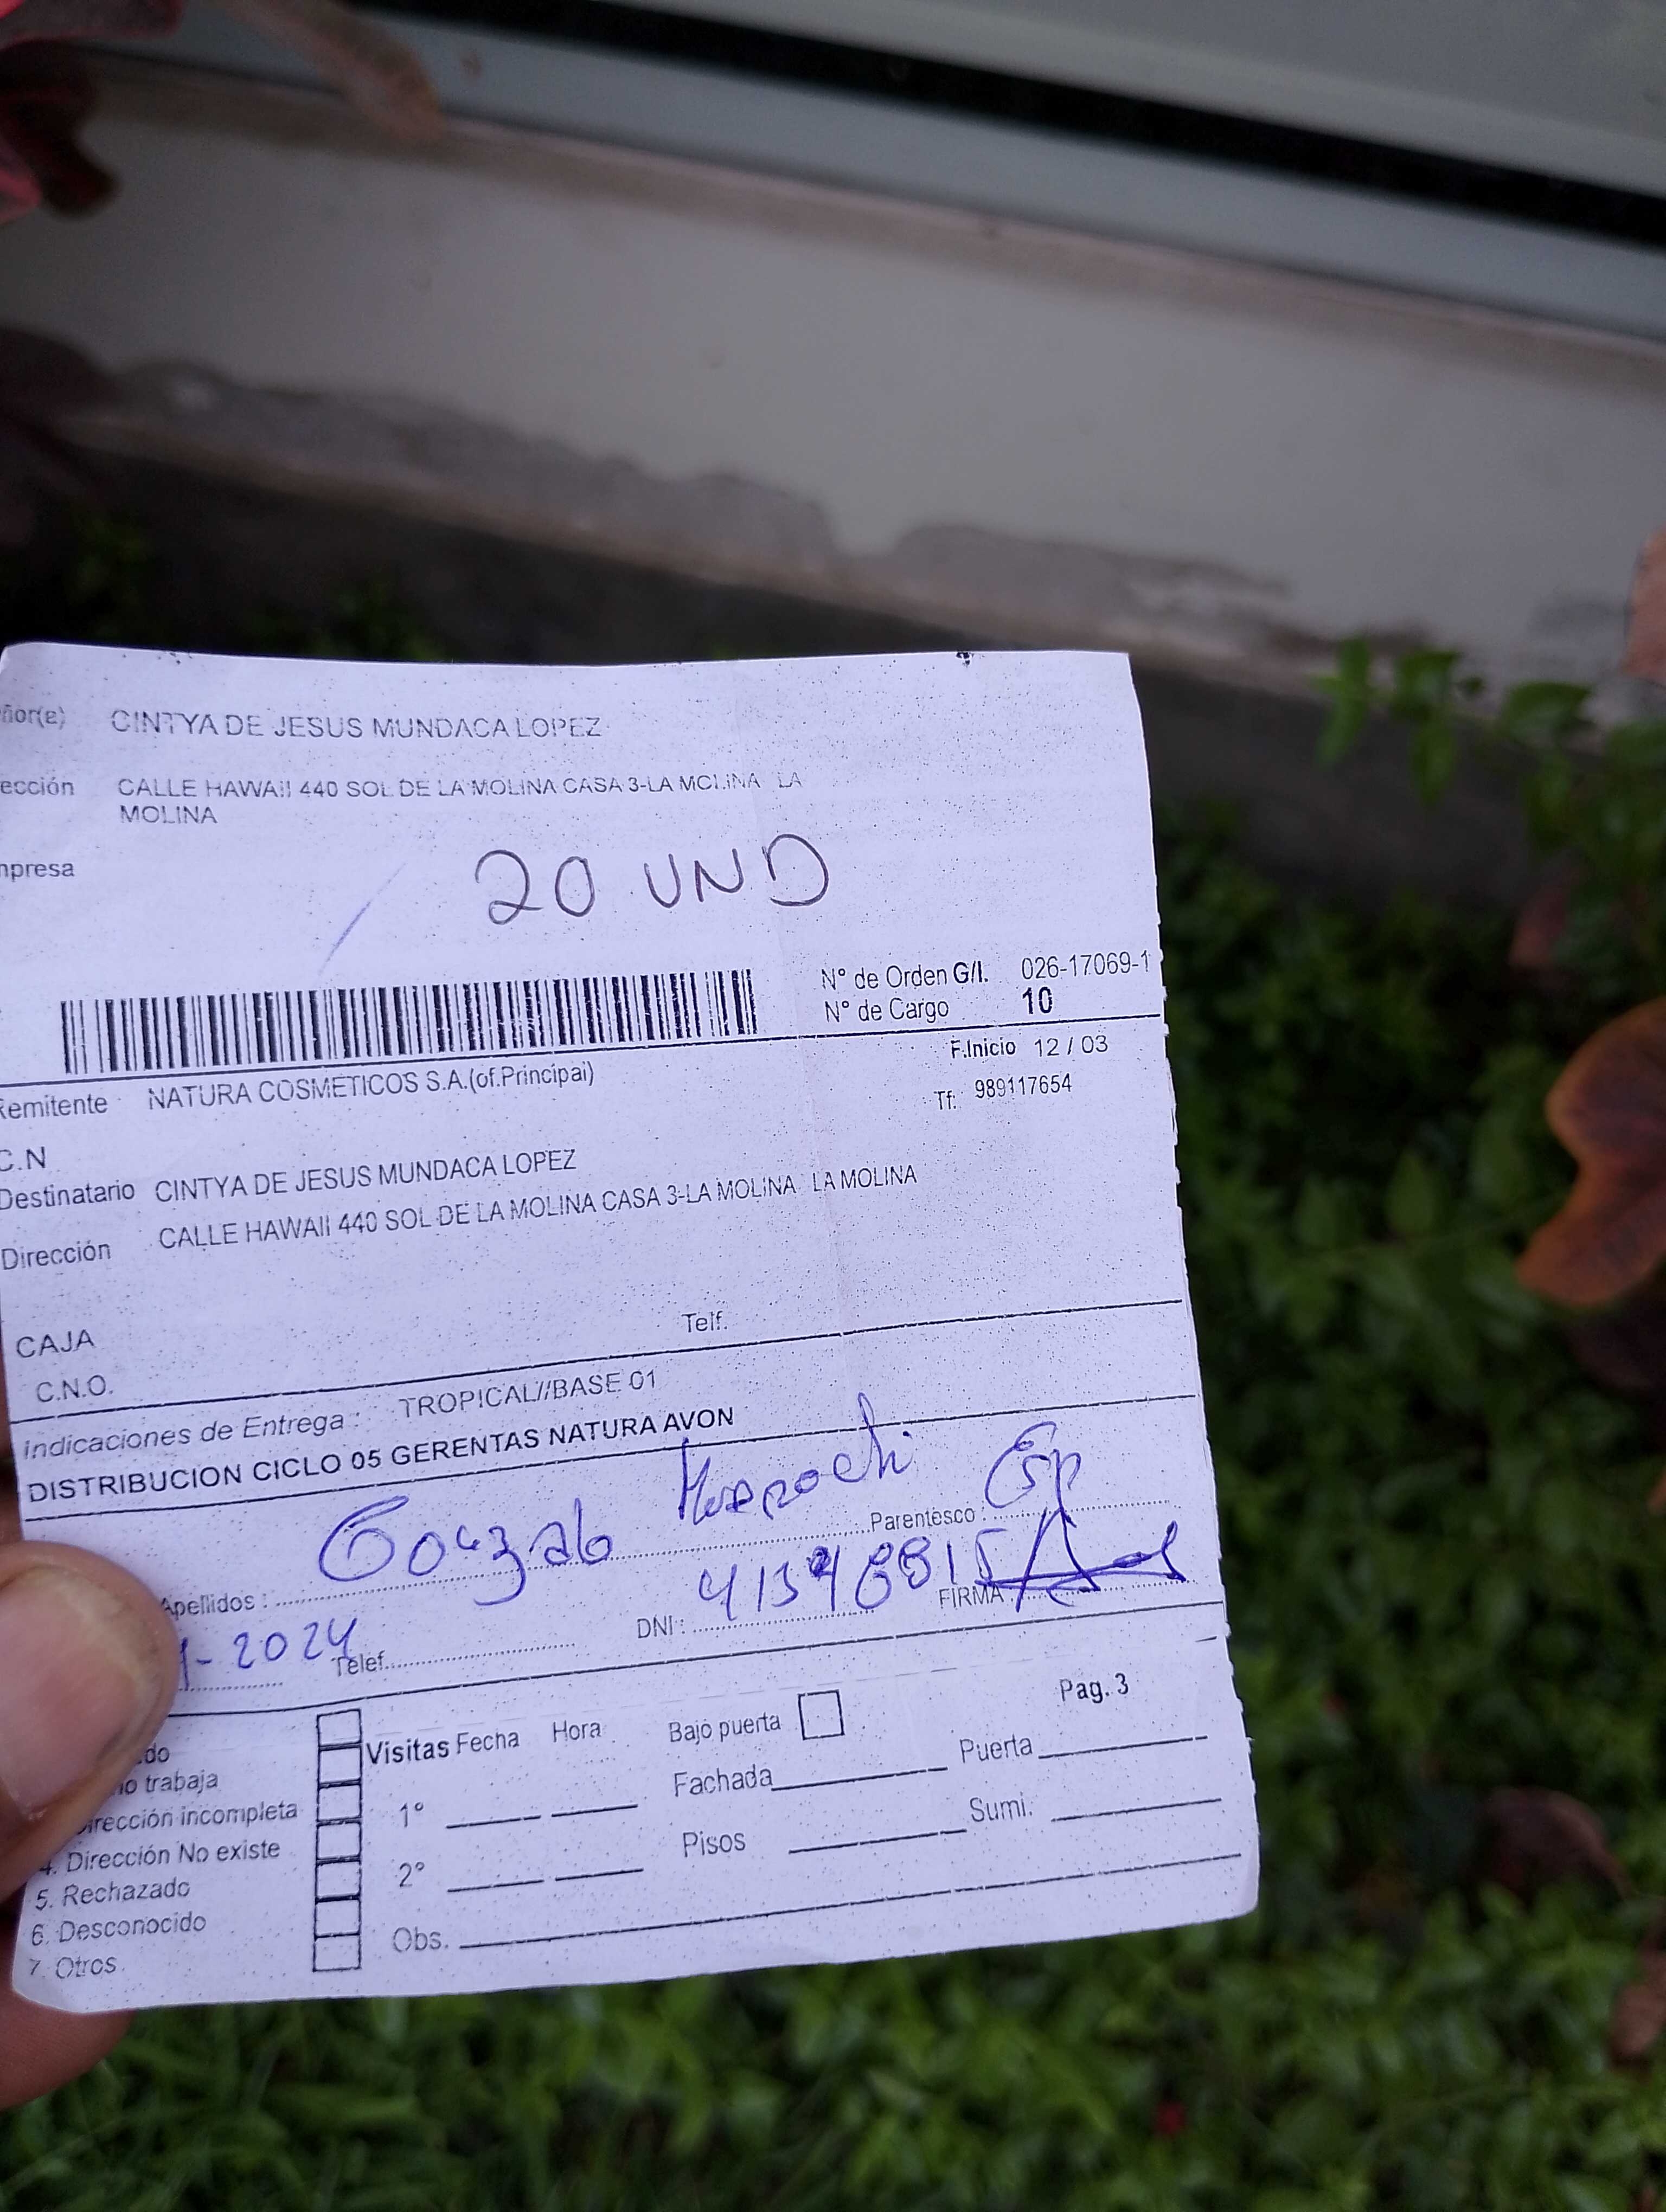 ñor(e) CINTYA DE JESUS MUNDACA LOPEZ
ección CALLE HAWAII 440 SOL DE LA MOLINA CASA 3-LA MOLINA LA
MOLINA
mpresa
20 UND
N° de Orden G/I. 026-17069-1
N° de Cargo 10
F.Inicio 12 / 03
Remitente NATURA COSMETICOS S.A.(of.Principal)
Tf: 989117654
C.N
Destinatario CINTYA DE JESUS MUNDACA LOPEZ
Dirección CALLE HAWAII 440 SOL DE LA MOLINA CASA 3-LA MOLINA LA MOLINA
CAJA Telf.
C.N.O.
Indicaciones de Entrega : TROPICAL//BASE 01
DISTRIBUCION CICLO 05 GERENTAS NATURA AVON
Apellidos : Gonzalo Parentesco : Esp
-2024 Telef. DNI : FIRMA
Pag. 3
do Visitas Fecha Hora Bajo puerta
no trabaja Fachada Puerta
irección incompleta 1°
4. Dirección No existe Pisos Sumi.
5. Rechazado 2°
6. Desconocido
7. Otros Obs.